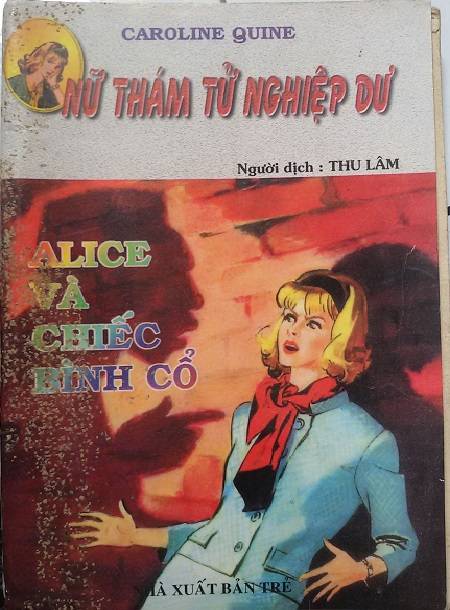 CAROLINE QUINE
NỮ THÁM TỬ NGHIỆP DƯ
Người dịch : THU LÂM
ALICE
VÀ
CHIẾC
BÌNH CỔ
NHÀ XUẤT BẢN TRẺ